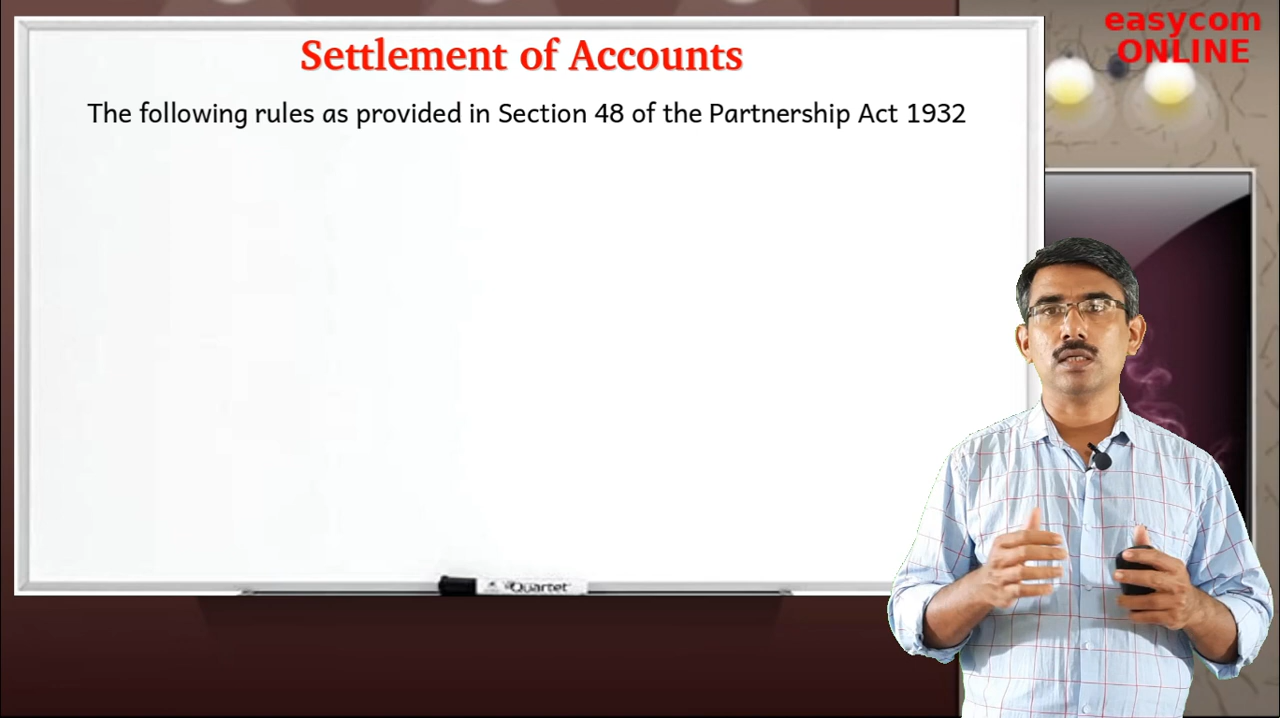 easycom
ONLINE
Settlement of Accounts
The following rules as provided in Section 48 of the Partnership Act 1932
Quartet